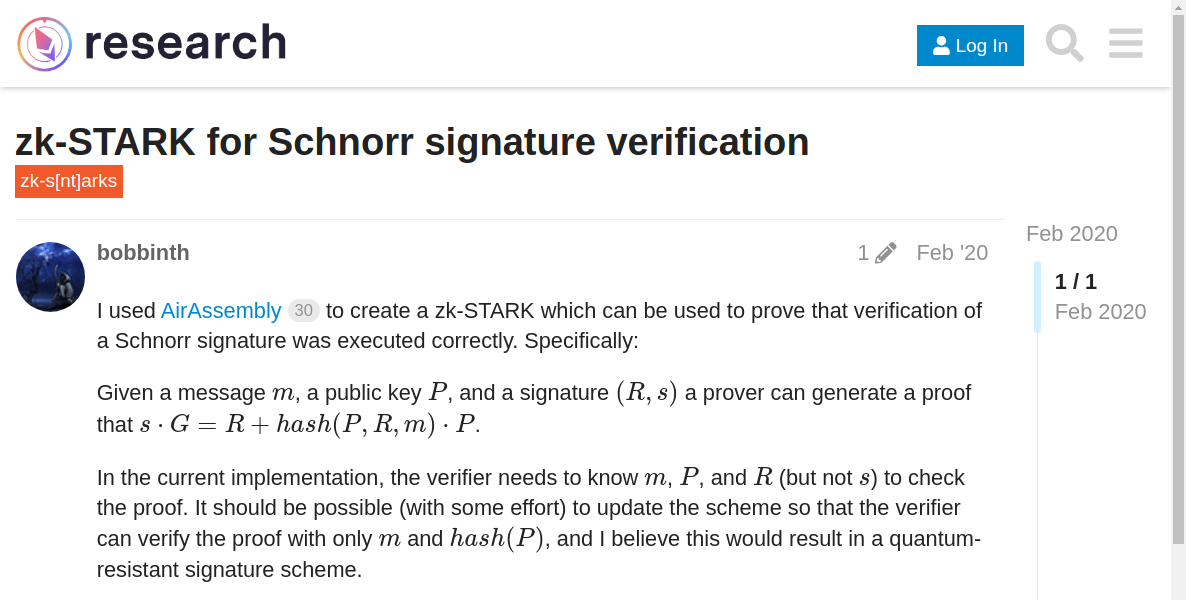 research
Log In
zk-STARK for Schnorr signature verification
zk-s[nt]arks
bobbinth
1
Feb '20
Feb 2020
1 / 1
Feb 2020
I used AirAssembly 30 to create a zk-STARK which can be used to prove that verification of
a Schnorr signature was executed correctly. Specifically:
Given a message m, a public key P, and a signature (R, s) a prover can generate a proof
that s · G = R + hash(P, R, m) · P.
In the current implementation, the verifier needs to know m, P, and R (but not s) to check
the proof. It should be possible (with some effort) to update the scheme so that the verifier
can verify the proof with only m and hash(P), and I believe this would result in a quantum-
resistant signature scheme.